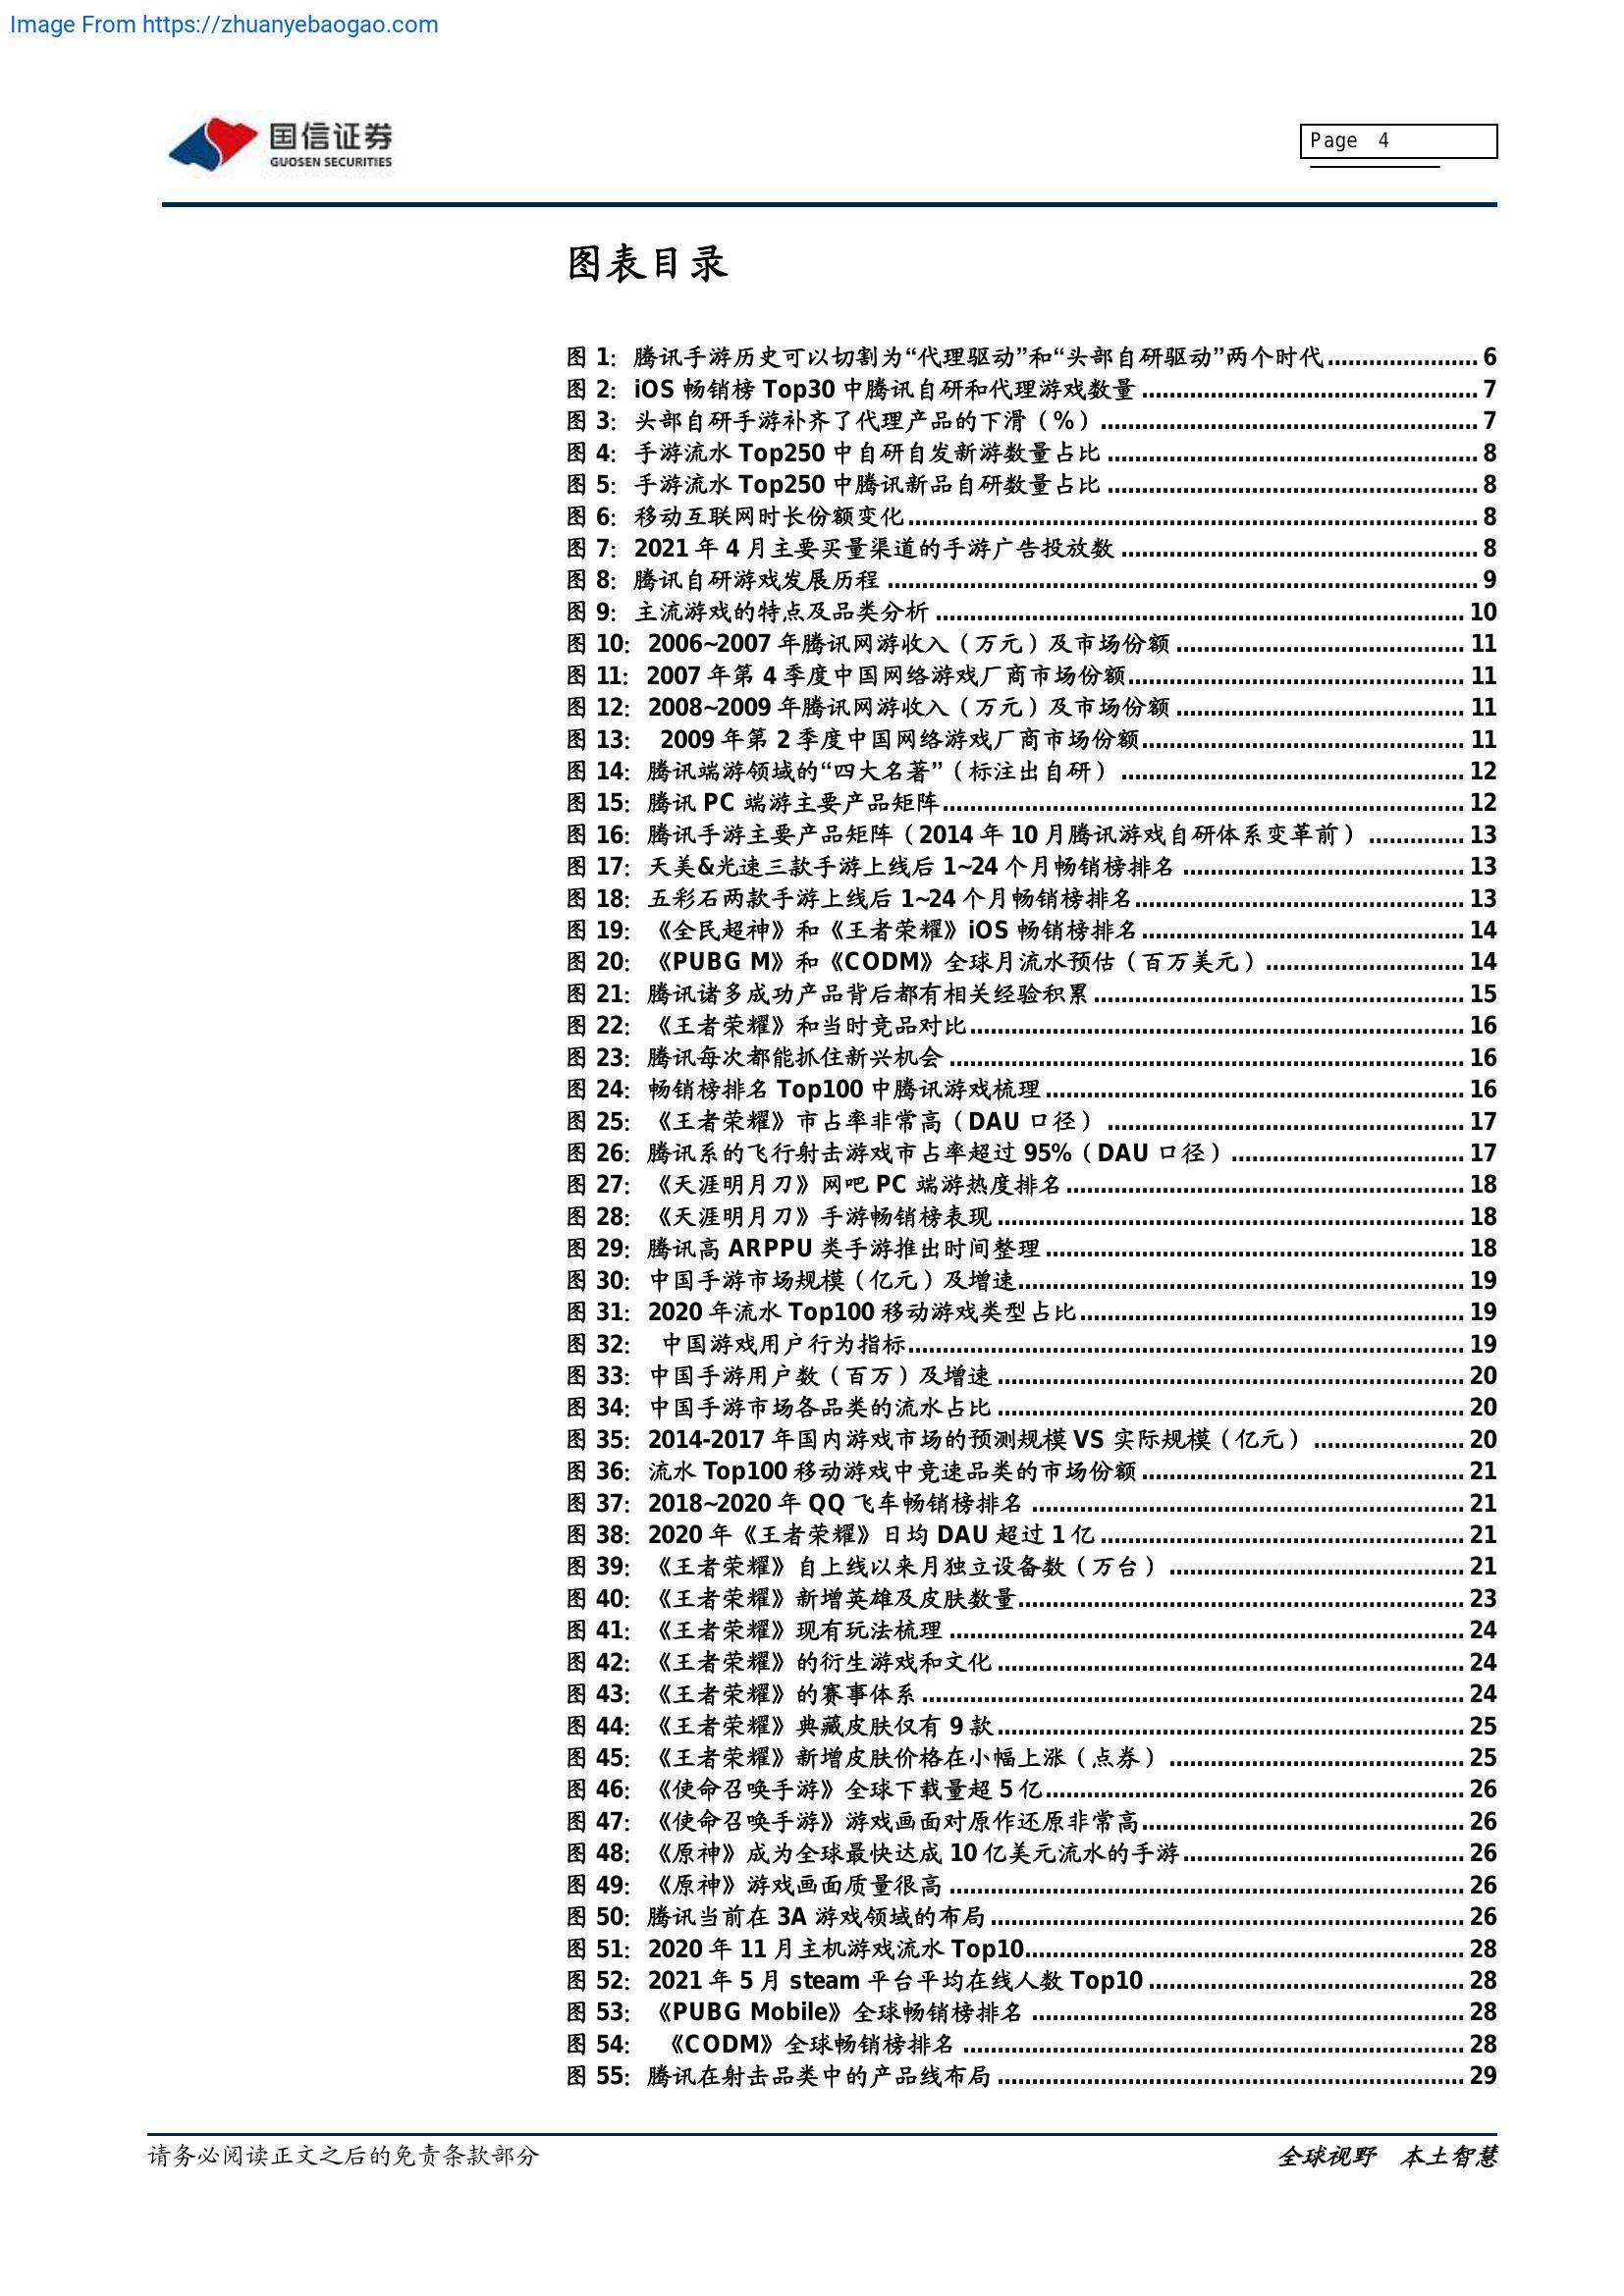 Image From https://zhuanyebaogao.com
国信证券
GUOSEN SECURITIES
Page 4
图表目录
图 1: 腾讯手游历史可以切割为“代理驱动”和“头部自研驱动”两个时代...................... 6
图 2: iOS 畅销榜 Top30 中腾讯自研和代理游戏数量 ................................................. 7
图 3: 头部自研手游补齐了代理产品的下滑（%）....................................................... 7
图 4: 手游流水 Top250 中自研自发新游数量占比 ...................................................... 8
图 5: 手游流水 Top250 中腾讯新品自研数量占比 ...................................................... 8
图 6: 移动互联网时长份额变化................................................................................... 8
图 7: 2021 年 4 月主要买量渠道的手游广告投放数 .................................................... 8
图 8: 腾讯自研游戏发展历程 ...................................................................................... 9
图 9: 主流游戏的特点及品类分析 ............................................................................. 10
图 10: 2006~2007 年腾讯网游收入（万元）及市场份额 .......................................... 11
图 11: 2007 年第 4 季度中国网络游戏厂商市场份额................................................. 11
图 12: 2008~2009 年腾讯网游收入（万元）及市场份额 .......................................... 11
图 13: 2009 年第 2 季度中国网络游戏厂商市场份额............................................... 11
图 14: 腾讯端游领域的“四大名著”（标注出自研） .................................................. 12
图 15: 腾讯 PC 端游主要产品矩阵............................................................................ 12
图 16: 腾讯手游主要产品矩阵（2014 年 10 月腾讯游戏自研体系变革前） .............. 13
图 17: 天美&光速三款手游上线后 1~24 个月畅销榜排名 ......................................... 13
图 18: 五彩石两款手游上线后 1~24 个月畅销榜排名................................................ 13
图 19: 《全民超神》和《王者荣耀》iOS 畅销榜排名............................................... 14
图 20: 《PUBG M》和《CODM》全球月流水预估（百万美元）............................. 14
图 21: 腾讯诸多成功产品背后都有相关经验积累...................................................... 15
图 22: 《王者荣耀》和当时竞品对比........................................................................ 16
图 23: 腾讯每次都能抓住新兴机会 ........................................................................... 16
图 24: 畅销榜排名 Top100 中腾讯游戏梳理............................................................. 16
图 25: 《王者荣耀》市占率非常高（DAU 口径） .................................................... 17
图 26: 腾讯系的飞行射击游戏市占率超过 95%（DAU 口径）.................................. 17
图 27: 《天涯明月刀》网吧 PC 端游热度排名.......................................................... 18
图 28: 《天涯明月刀》手游畅销榜表现.................................................................... 18
图 29: 腾讯高 ARPPU 类手游推出时间整理............................................................. 18
图 30: 中国手游市场规模（亿元）及增速................................................................. 19
图 31: 2020 年流水 Top100 移动游戏类型占比........................................................ 19
图 32: 中国游戏用户行为指标................................................................................. 19
图 33: 中国手游用户数（百万）及增速 .................................................................... 20
图 34: 中国手游市场各品类的流水占比 .................................................................... 20
图 35: 2014-2017 年国内游戏市场的预测规模 VS 实际规模（亿元） ...................... 20
图 36: 流水 Top100 移动游戏中竞速品类的市场份额............................................... 21
图 37: 2018~2020 年 QQ 飞车畅销榜排名 ............................................................... 21
图 38: 2020 年《王者荣耀》日均 DAU 超过 1 亿..................................................... 21
图 39: 《王者荣耀》自上线以来月独立设备数（万台） ........................................... 21
图 40: 《王者荣耀》新增英雄及皮肤数量................................................................. 23
图 41: 《王者荣耀》现有玩法梳理 ........................................................................... 24
图 42: 《王者荣耀》的衍生游戏和文化.................................................................... 24
图 43: 《王者荣耀》的赛事体系 ............................................................................... 24
图 44: 《王者荣耀》典藏皮肤仅有 9 款.................................................................... 25
图 45: 《王者荣耀》新增皮肤价格在小幅上涨（点券） ........................................... 25
图 46: 《使命召唤手游》全球下载量超 5 亿............................................................. 26
图 47: 《使命召唤手游》游戏画面对原作还原非常高............................................... 26
图 48: 《原神》成为全球最快达成 10 亿美元流水的手游......................................... 26
图 49: 《原神》游戏画面质量很高 ........................................................................... 26
图 50: 腾讯当前在 3A 游戏领域的布局..................................................................... 26
图 51: 2020 年 11 月主机游戏流水 Top10................................................................ 28
图 52: 2021 年 5 月 steam 平台平均在线人数 Top10 .............................................. 28
图 53: 《PUBG Mobile》全球畅销榜排名 ............................................................... 28
图 54: 《CODM》全球畅销榜排名 ......................................................................... 28
图 55: 腾讯在射击品类中的产品线布局 .................................................................... 29
请务必阅读正文之后的免责条款部分
全球视野 本土智慧